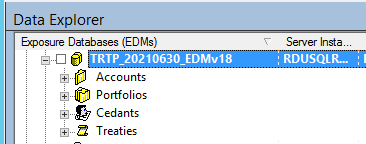 Data Explorer
Exposure Databases (EDMs) Server Insta...
TRTP_20210630_EDMv18 RDUSQLR...
Accounts
Portfolios
Cedants
Treaties